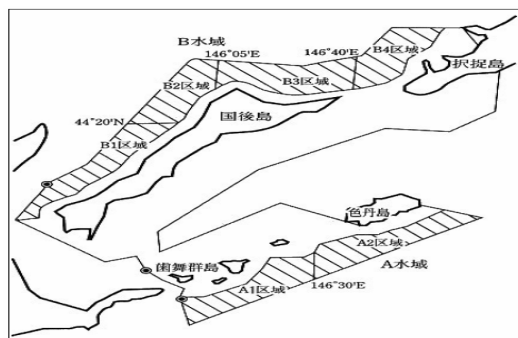 B水域
146°05'E
146°40'E
B4区域
択捉島
B2区域
B3区域
44°20'N
国後島
B1区域
色丹島
A2区域
歯舞群島
A水域
A1区域
146°30'E